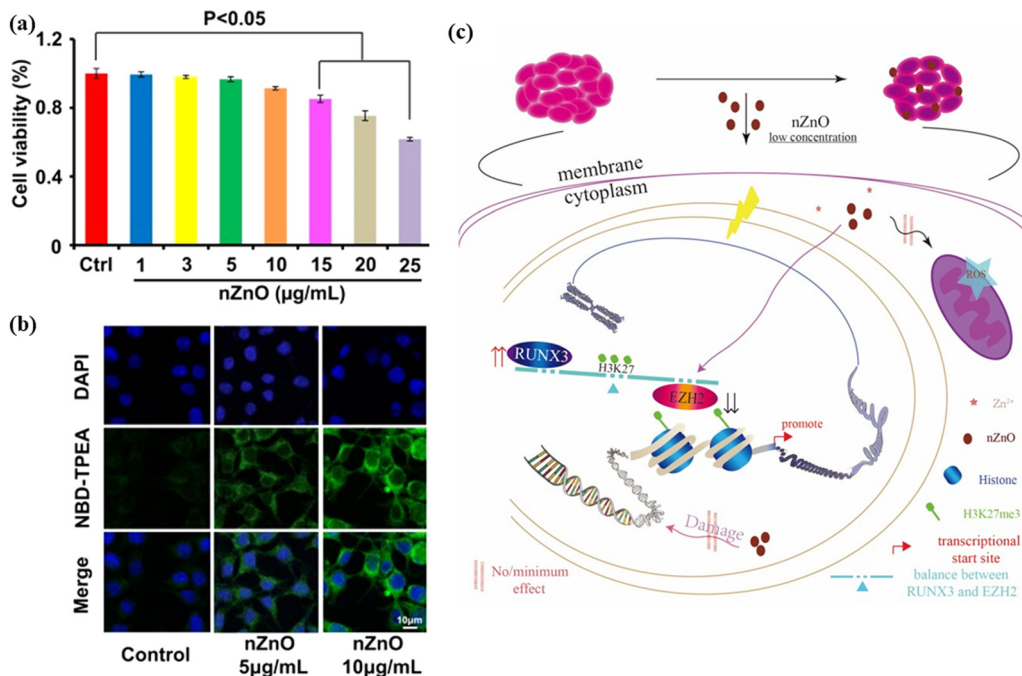 (a)
P<0.05
Cell viability (%)
1.2
0.8
0.4
0
Ctrl 1 3 5 10 15 20 25
nZnO (μg/mL)
(b)
DAPI
NBD-TPEA
Merge
10μm
Control
nZnO
5μg/mL
nZnO
10μg/mL
(c)
nZnO
low concentration
membrane
cytoplasm
ROS
RUNX3
H3K27
EZH2
promote
Damage
Zn²⁺
nZnO
Histone
H3K27me3
transcriptional
start site
No/minimum
effect
balance between
RUNX3 and EZH2